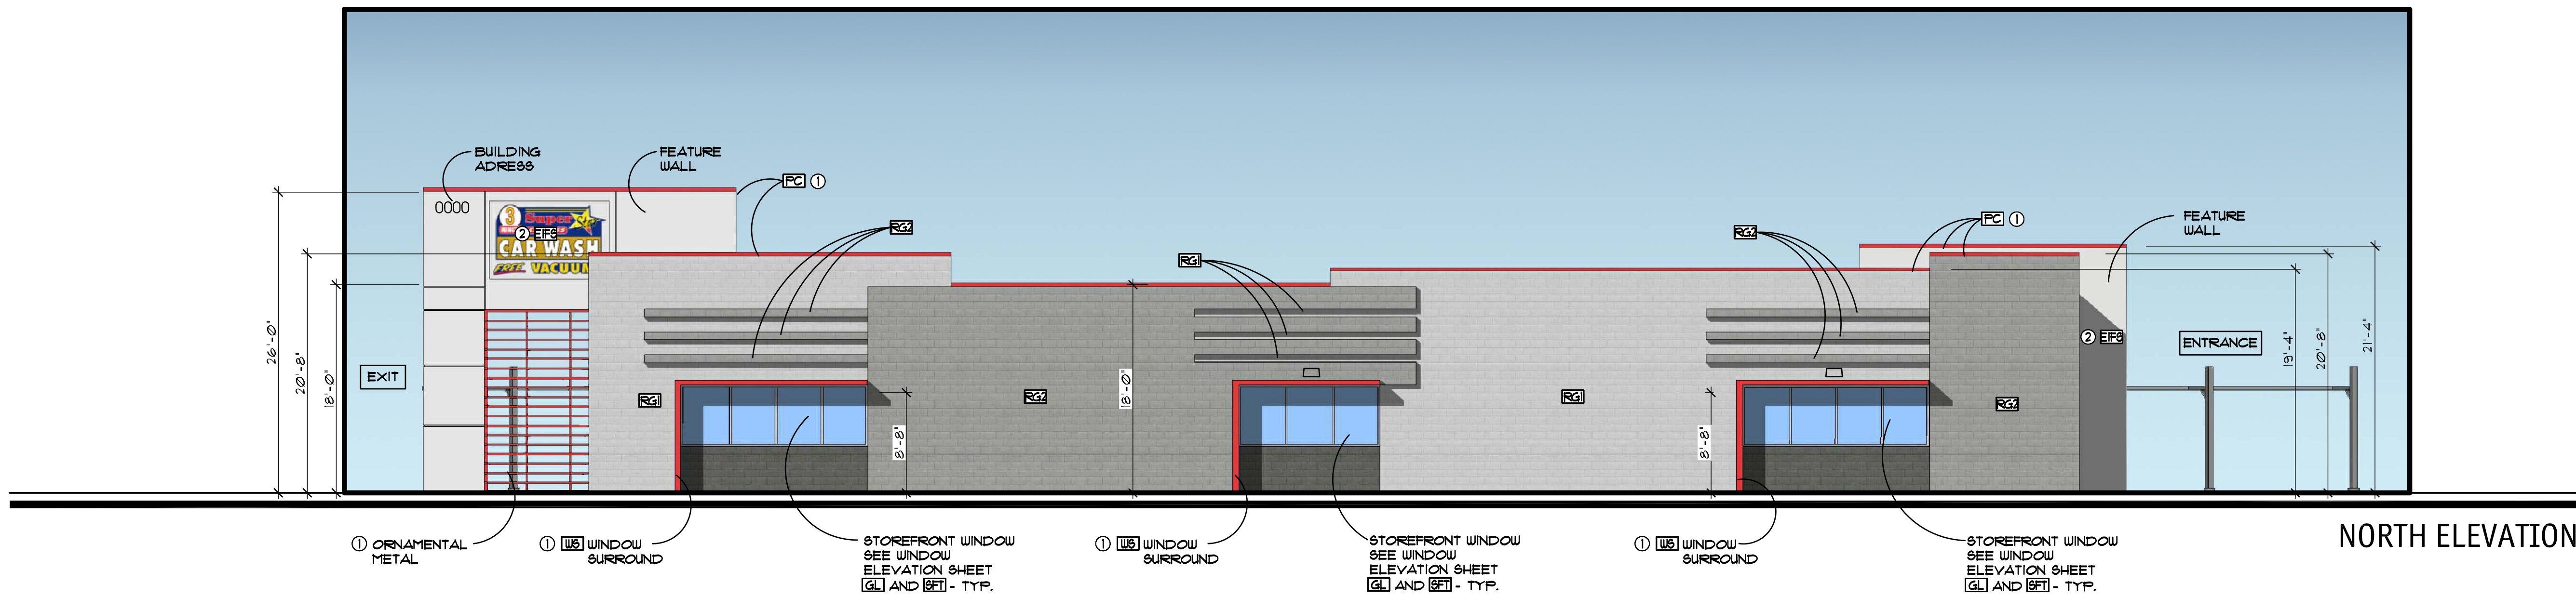 BUILDING
ADRESS
FEATURE
WALL
PC 1
0000
3 Super Star
2 EIFS
CAR WASH
FREE VACUUM
RG2
RG1
RG2
PC 1
FEATURE
WALL
26'-0"
20'-8"
18'-0"
EXIT
RG1
8'-8"
RG2
18'-0"
RG1
8'-8"
RG2
2 EIFS
ENTRANCE
19'-4"
20'-8"
21'-4"
1 ORNAMENTAL
METAL
1 WS WINDOW
SURROUND
STOREFRONT WINDOW
SEE WINDOW
ELEVATION SHEET
GL AND SFT - TYP.
1 WS WINDOW
SURROUND
STOREFRONT WINDOW
SEE WINDOW
ELEVATION SHEET
GL AND SFT - TYP.
1 WS WINDOW
SURROUND
STOREFRONT WINDOW
SEE WINDOW
ELEVATION SHEET
GL AND SFT - TYP.
NORTH ELEVATION